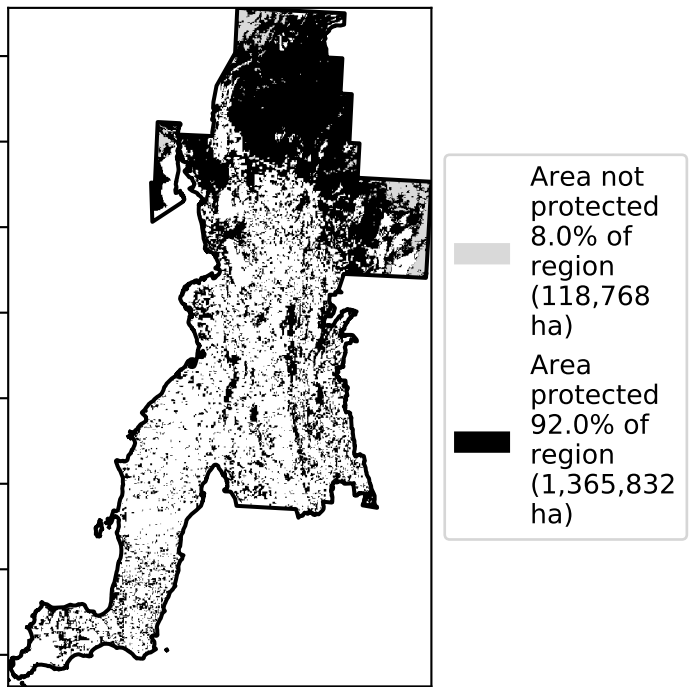 Area not
protected
8.0% of
region
(118,768
ha)
Area
protected
92.0% of
region
(1,365,832
ha)